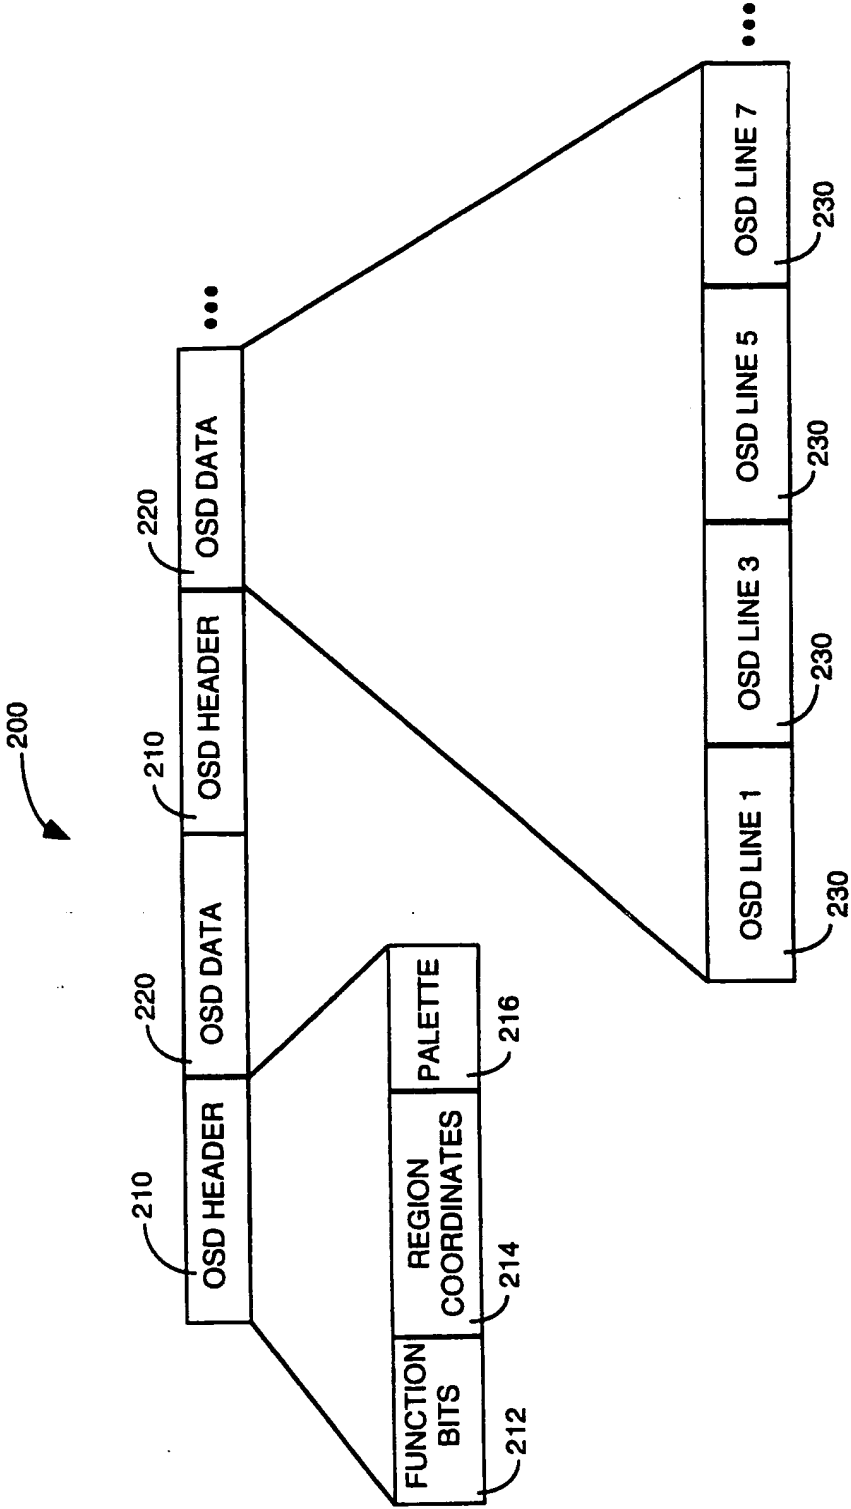 200
210
220
210
220
OSD HEADER
OSD DATA
OSD HEADER
OSD DATA
•••
FUNCTION
BITS
REGION
COORDINATES
PALETTE
212
214
216
OSD LINE 1
OSD LINE 3
OSD LINE 5
OSD LINE 7
•••
230
230
230
230